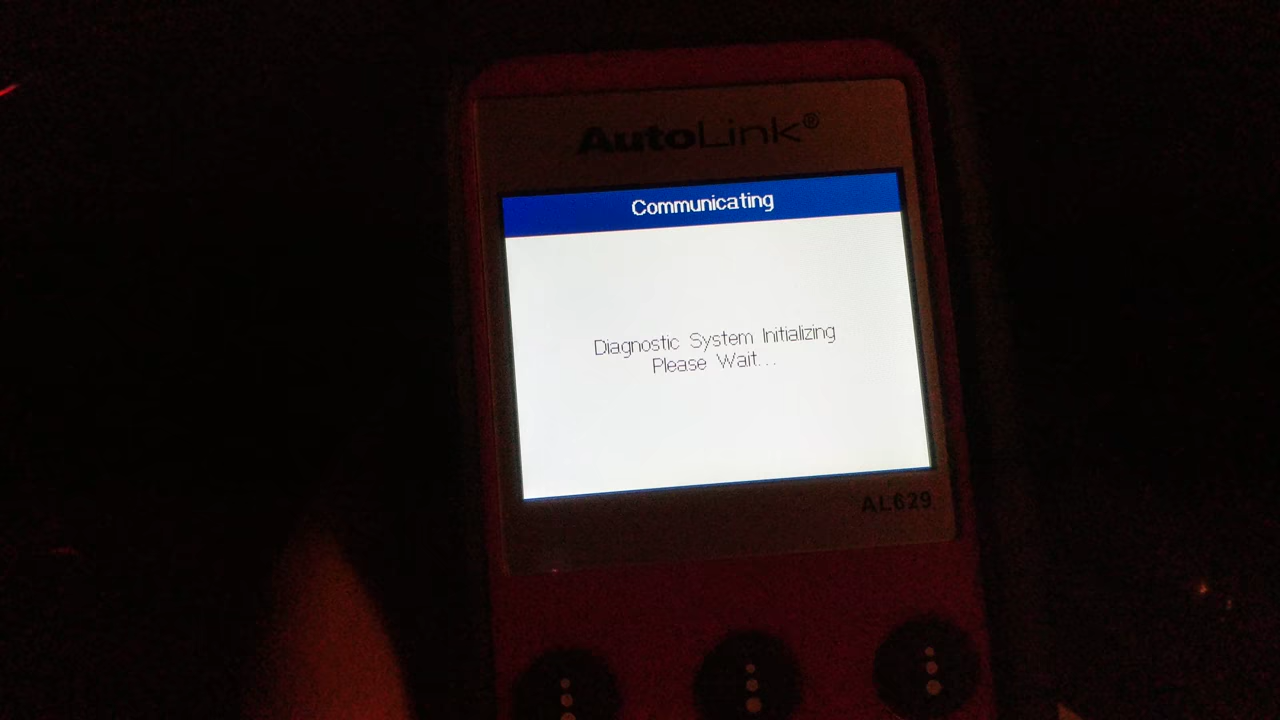 AutoLink®
Communicating
Diagnostic System Initializing
Please Wait...
AL629